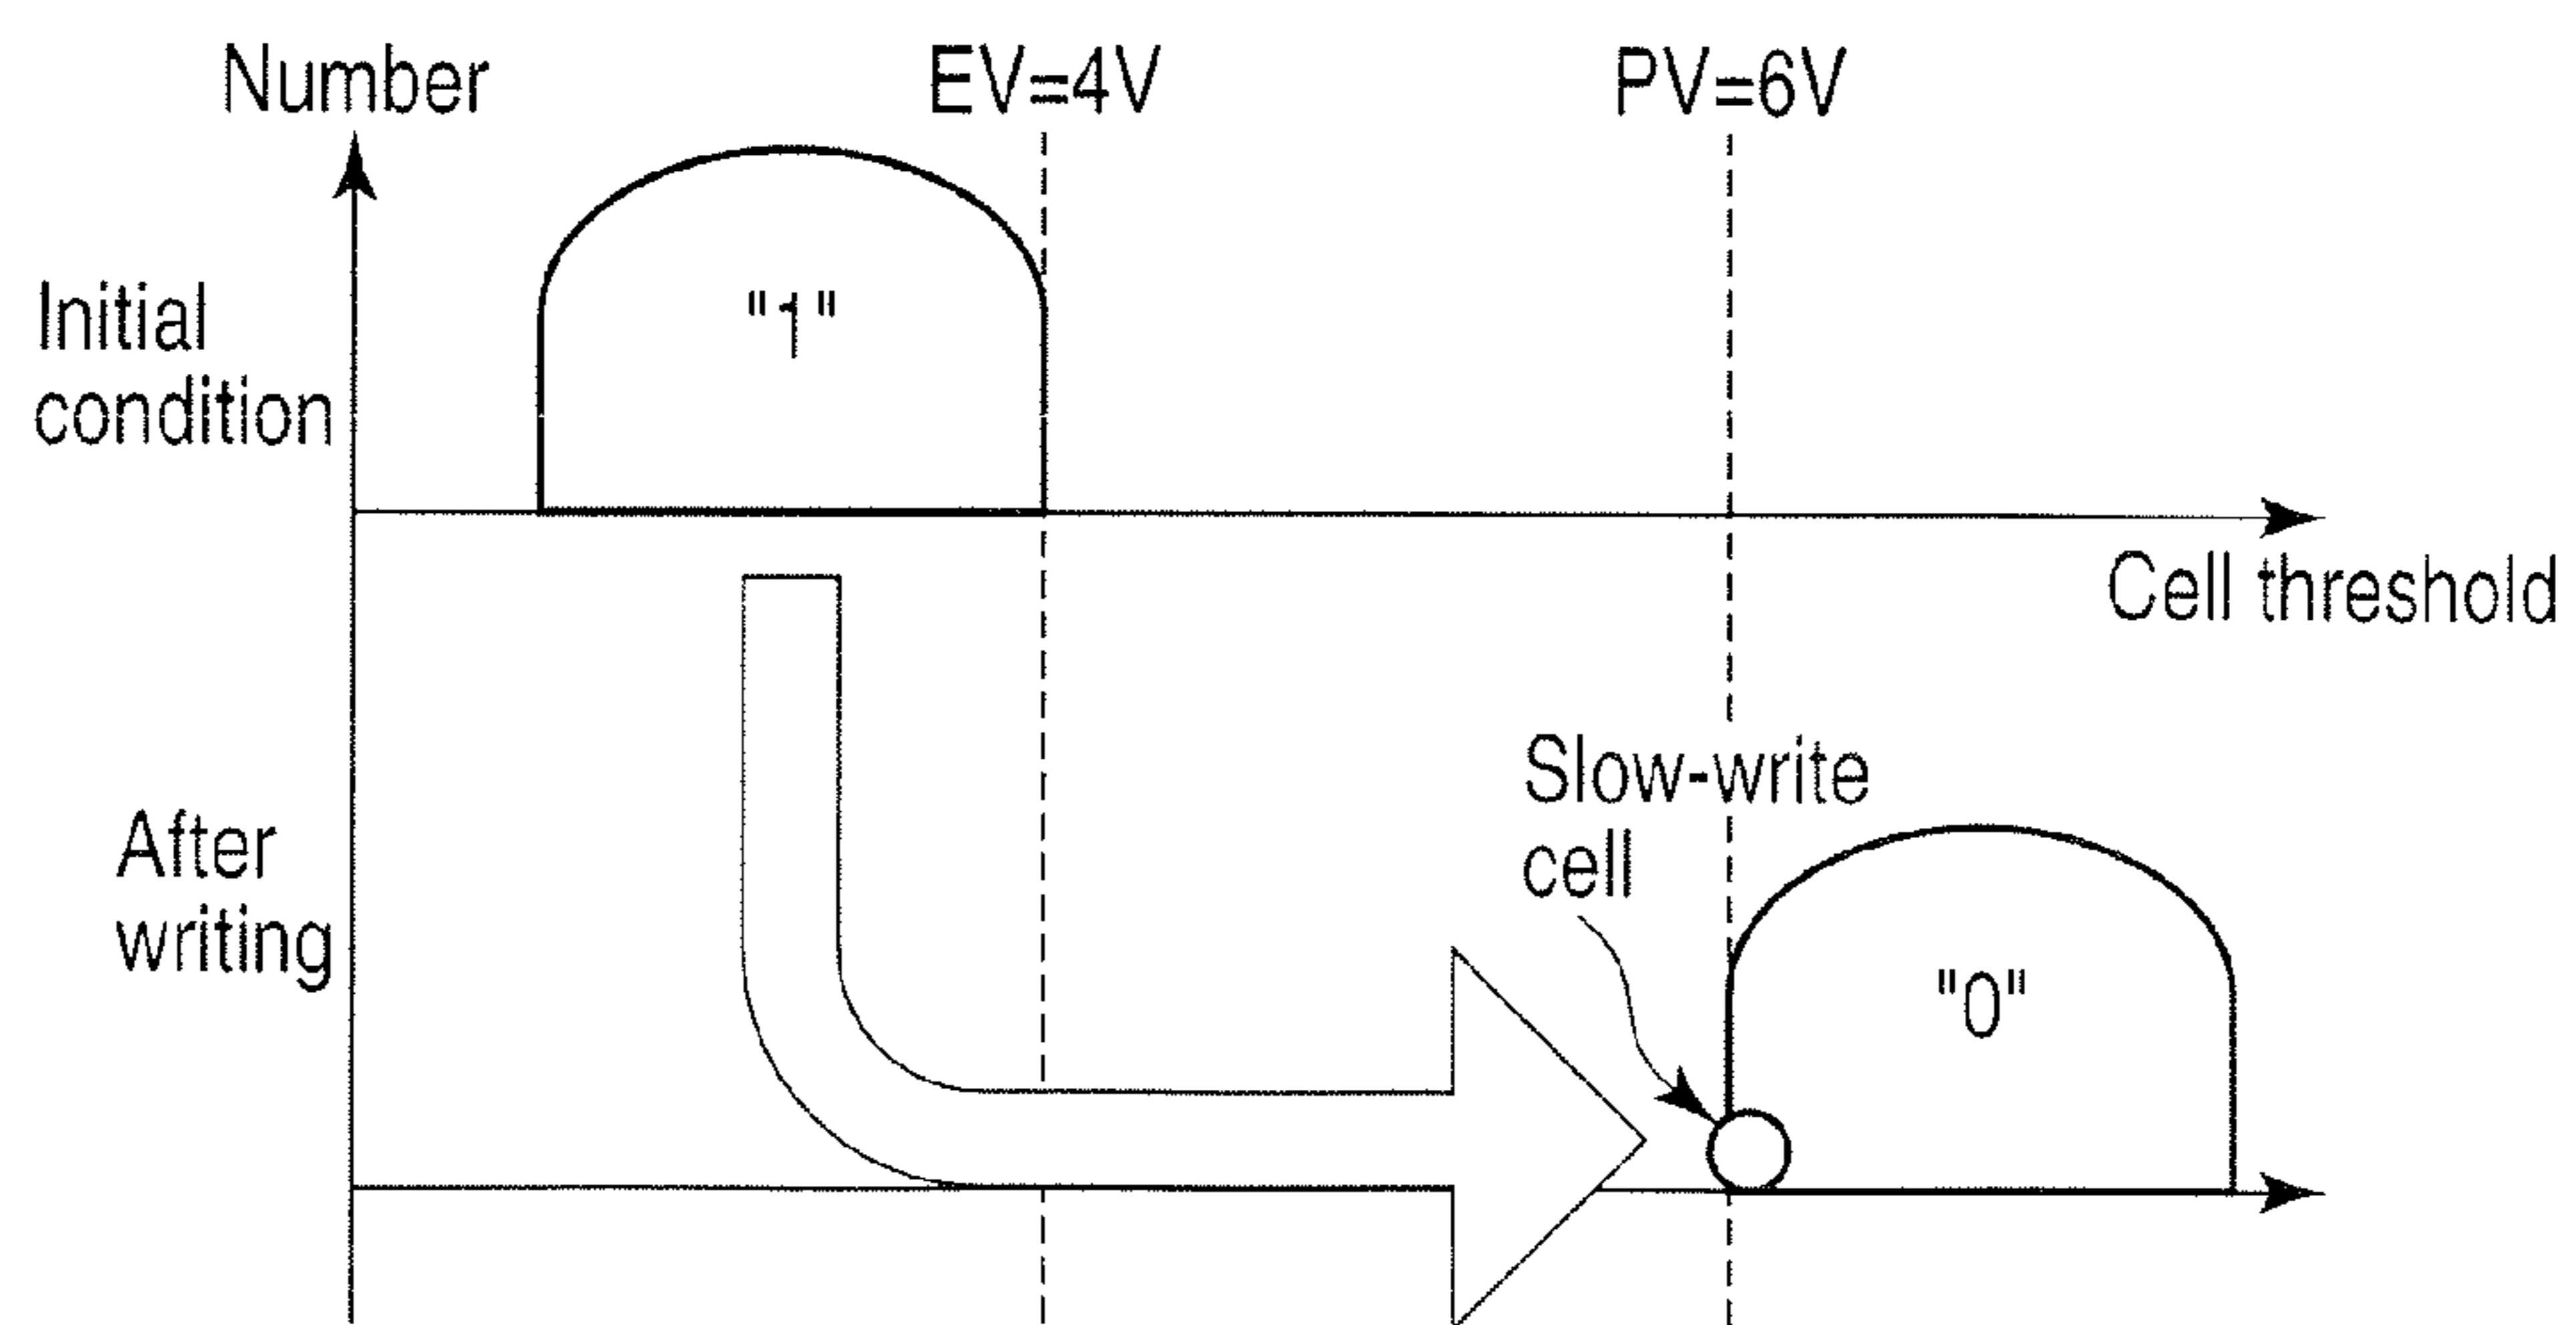 Number
EV=4V
PV=6V
Initial
condition
"1"
Cell threshold
Slow-write
cell
After
writing
"0"